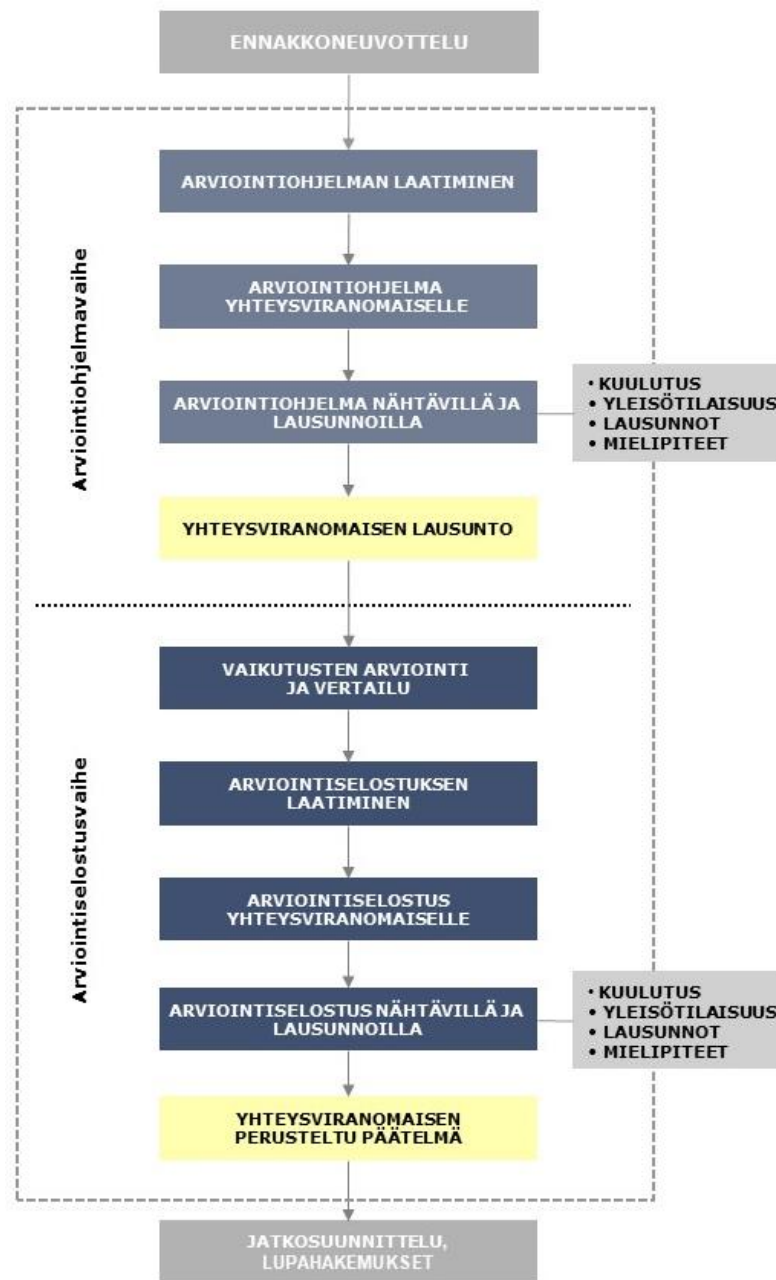 ENNAKKONEUVOTTELU
ARVIOINTIOHJELMAN LAATIMINEN
ARVIOINTIOHJELMA
YHTEYSVIRANOMAISELLE
Arviointiohjelmavaihe
ARVIOINTIOHJELMA NÄHTÄVILLÄ JA
LAUSUNNOILLA
• KUULUTUS
• YLEISÖTILAISUUS
• LAUSUNNOT
• MIELIPITEET
YHTEYSVIRANOMAISEN LAUSUNTO
VAIKUTUSTEN ARVIOINTI
JA VERTAILU
ARVIOINTISELOSTUKSEN
LAATIMINEN
Arviointiselostusvaihe
ARVIOINTISELOSTUS
YHTEYSVIRANOMAISELLE
ARVIOINTISELOSTUS NÄHTÄVILLÄ JA
LAUSUNNOILLA
• KUULUTUS
• YLEISÖTILAISUUS
• LAUSUNNOT
• MIELIPITEET
YHTEYSVIRANOMAISEN
PERUSTELTU PÄÄTELMÄ
JATKOSUUNNITTELU,
LUPAHAKEMUKSET